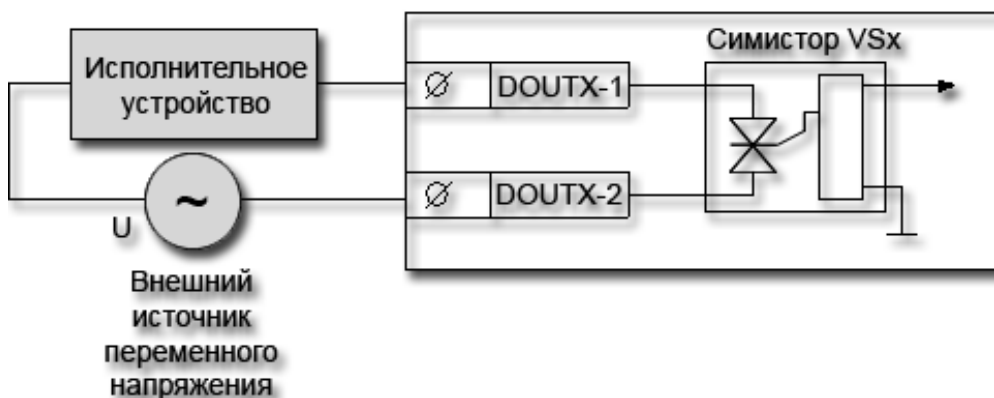 Исполнительное
устройство
DOUTX-1
Симистор VSx
~
DOUTX-2
U
Внешний
источник
переменного
напряжения